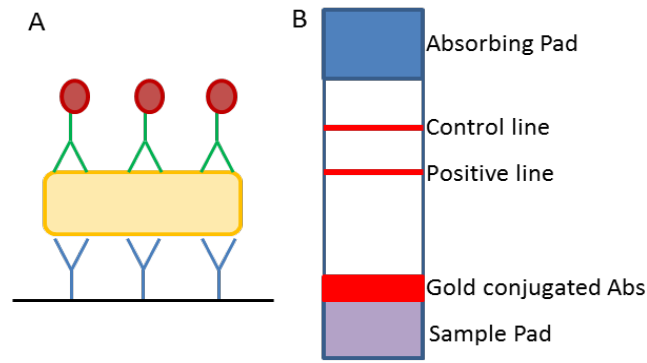 A
B
Absorbing Pad
Control line
Positive line
Gold conjugated Abs
Sample Pad